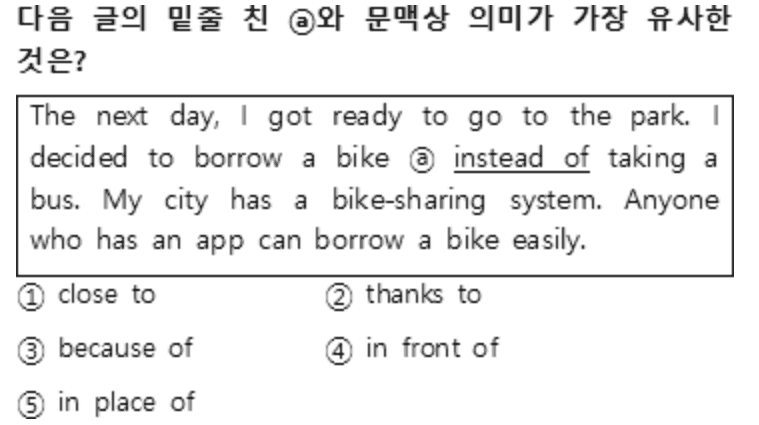 다음 글의 밑줄 친 ⓐ와 문맥상 의미가 가장 유사한
것은?
The next day, I got ready to go to the park. I
decided to borrow a bike ⓐ instead of taking a
bus. My city has a bike-sharing system. Anyone
who has an app can borrow a bike easily.
① close to ② thanks to
③ because of ④ in front of
⑤ in place of